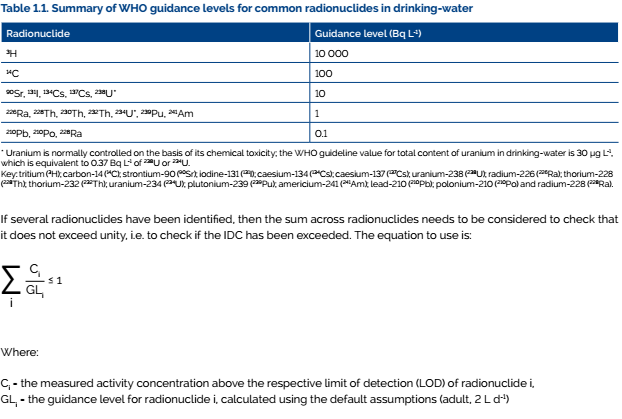 Table 1.1. Summary of WHO guidance levels for common radionuclides in drinking-water
Radionuclide Guidance level (Bq L⁻¹)
³H 10 000
¹⁴C 100
⁹⁰Sr, ¹³¹I, ¹³⁴Cs, ¹³⁷Cs, ²³⁸U* 10
²²⁶Ra, ²²⁸Th, ²³⁰Th, ²³²Th, ²³⁴U*, ²³⁹Pu, ²⁴¹Am 1
²¹⁰Pb, ²¹⁰Po, ²²⁸Ra 0.1
* Uranium is normally controlled on the basis of its chemical toxicity; the WHO guideline value for total content of uranium in drinking-water is 30 µg L⁻¹,
which is equivalent to 0.37 Bq L⁻¹ of ²³⁸U or ²³⁴U.
Key: tritium (³H); carbon-14 (¹⁴C); strontium-90 (⁹⁰Sr); iodine-131 (¹³¹I); caesium-134 (¹³⁴Cs); caesium-137 (¹³⁷Cs); uranium-238 (²³⁸U); radium-226 (²²⁶Ra); thorium-228
(²²⁸Th); thorium-232 (²³²Th); uranium-234 (²³⁴U); plutonium-239 (²³⁹Pu); americium-241 (²⁴¹Am); lead-210 (²¹⁰Pb); polonium-210 (²¹⁰Po) and radium-228 (²²⁸Ra).
If several radionuclides have been identified, then the sum across radionuclides needs to be considered to check that
it does not exceed unity, i.e. to check if the IDC has been exceeded. The equation to use is:
∑ᵢ Cᵢ/GLᵢ ≤ 1
Where:
Cᵢ = the measured activity concentration above the respective limit of detection (LOD) of radionuclide i,
GLᵢ = the guidance level for radionuclide i, calculated using the default assumptions (adult, 2 L d⁻¹)